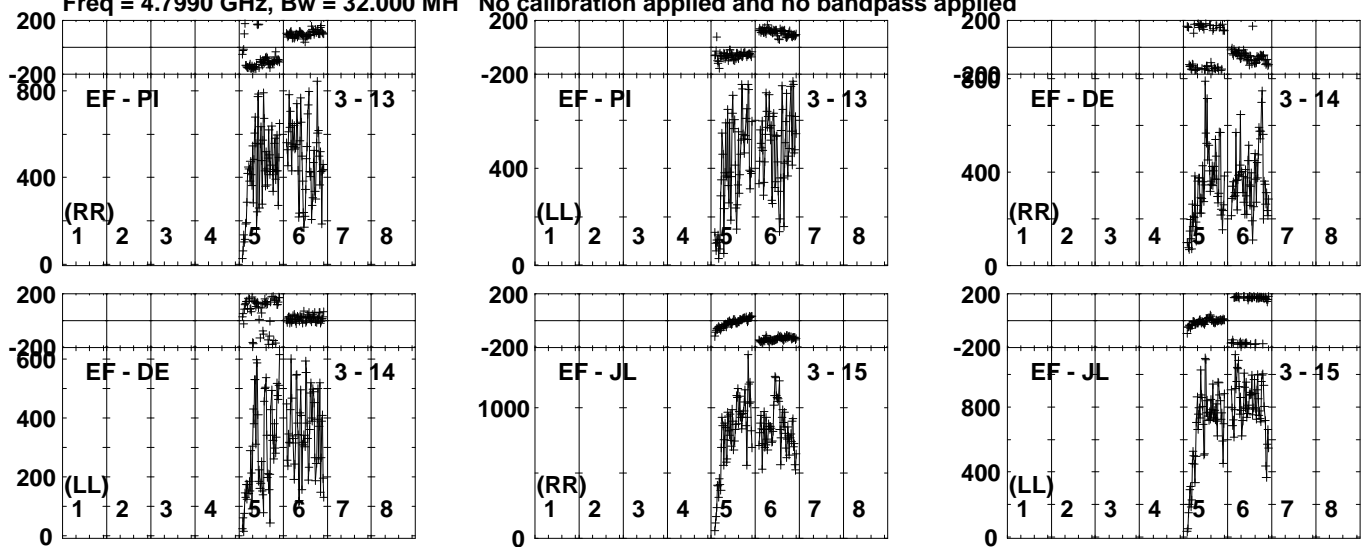 Freq = 4.7990 GHz, Bw = 32.000 MH No calibration applied and no bandpass applied
200 200 200
-200 -200 -200
800 EF - PI 3 - 13 EF - PI 3 - 13 EF - DE 3 - 14
400 400 400
(RR) (LL) (RR)
1 2 3 4 5 6 7 8 1 2 3 4 5 6 7 8 1 2 3 4 5 6 7 8
0 0 0
200 200 200
-200 -200 -200
600 EF - DE 3 - 14 EF - JL 3 - 15 EF - JL 3 - 15
400 1000 800
200 400
(LL) (RR) (LL)
1 2 3 4 5 6 7 8 1 2 3 4 5 6 7 8 1 2 3 4 5 6 7 8
0 0 0